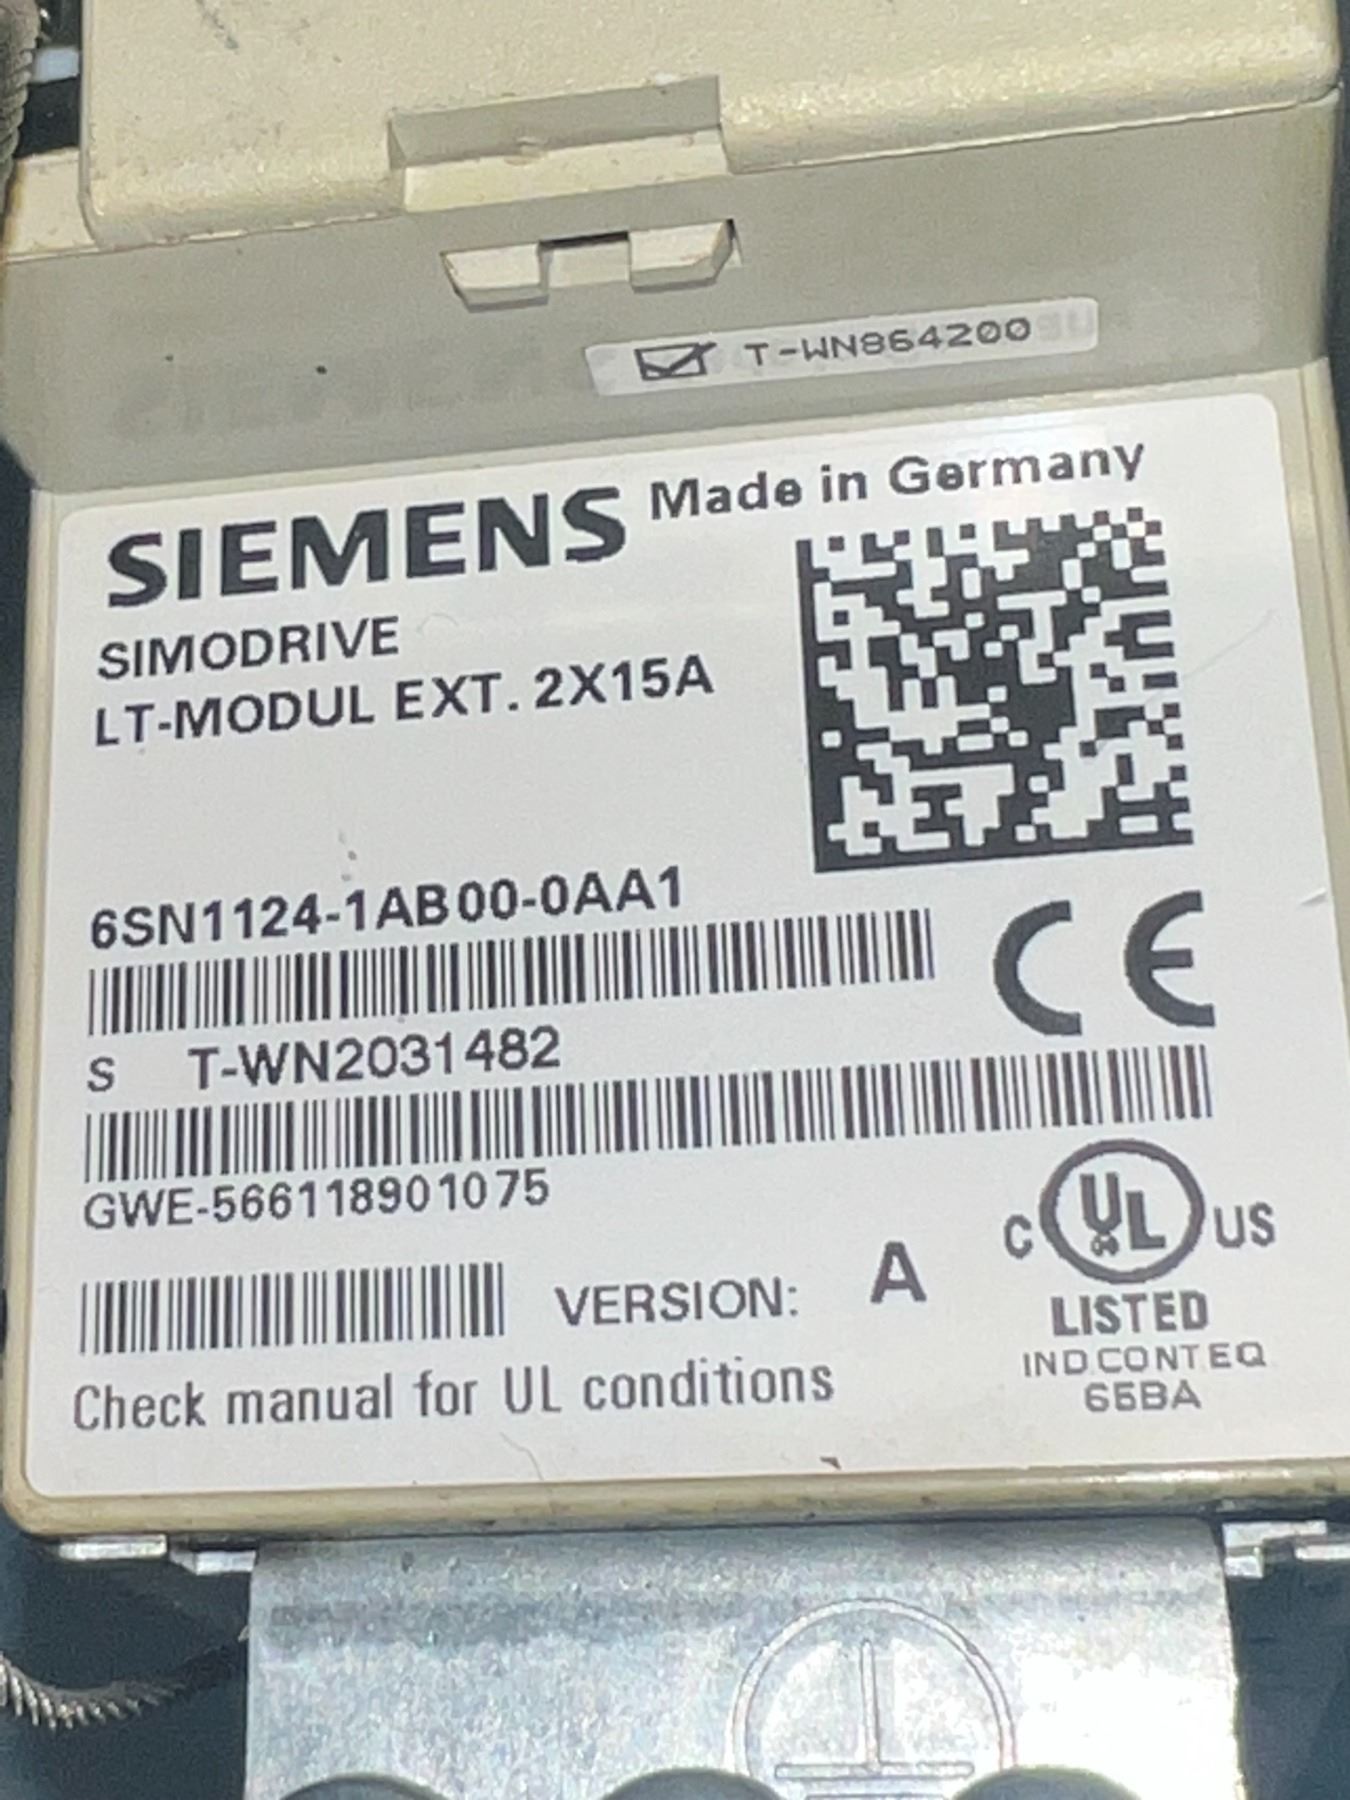 T-WN864200
SIEMENS Made in Germany
SIMODRIVE
LT-MODUL EXT. 2X15A
6SN1124-1AB00-0AA1
CE
S T-WN2031482
GWE-566118901075
C UL US
VERSION: A
LISTED
IND.CONT.EQ
65BA
Check manual for UL conditions